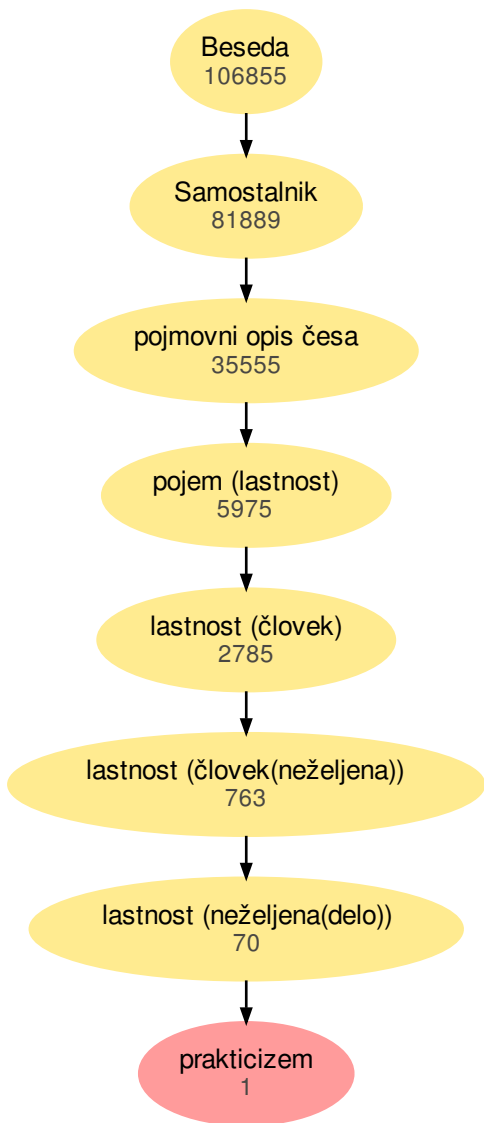 Beseda
106855
Samostalnik
81889
pojmovni opis česa
35555
pojem (lastnost)
5975
lastnost (človek)
2785
lastnost (človek(neželjena))
763
lastnost (neželjena(delo))
70
prakticizem
1